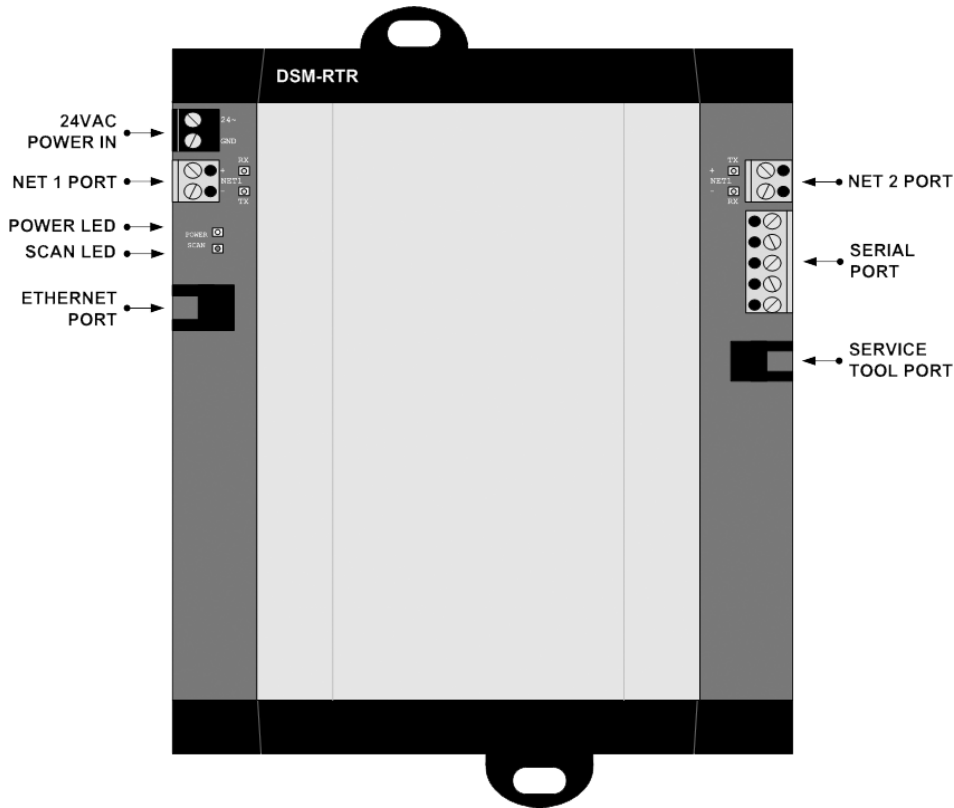 DSM-RTR
24VAC
POWER IN
24~
GND
NET 1 PORT
RX
+
NET1
-
TX
POWER LED
POWER
SCAN LED
SCAN
ETHERNET
PORT
TX
+
NET1
-
RX
NET 2 PORT
SERIAL
PORT
SERVICE
TOOL PORT